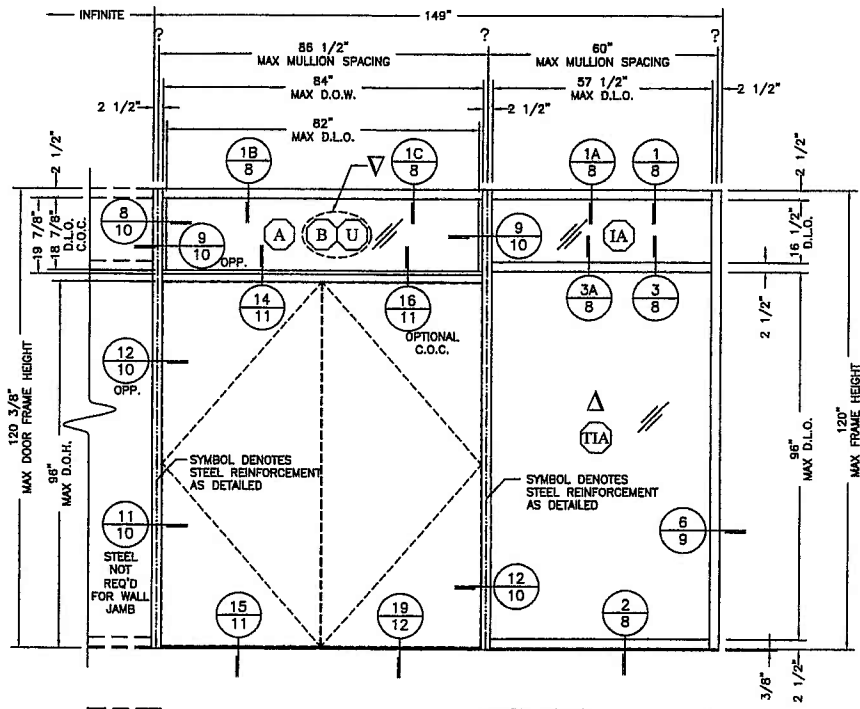 INFINITE
149"
?
?
?
86 1/2"
MAX MULLION SPACING
60"
MAX MULLION SPACING
84"
MAX D.O.W.
57 1/2"
MAX D.L.O.
2 1/2"
2 1/2"
2 1/2"
82"
MAX D.L.O.
2 1/2"
1B
8
1C
8
1A
8
1
8
2 1/2"
19 7/8"
18 7/8"
D.L.O.
C.O.C.
8
10
9
10
OPP.
A
B
U
9
10
IA
16 1/2"
D.L.O.
14
11
16
11
OPTIONAL
C.O.C.
3A
8
3
8
2 1/2"
12
10
OPP.
120 3/8"
MAX DOOR FRAME HEIGHT
98"
MAX D.O.H.
SYMBOL DENOTES
STEEL REINFORCEMENT
AS DETAILED
TIA
SYMBOL DENOTES
STEEL REINFORCEMENT
AS DETAILED
96"
MAX D.L.O.
120"
MAX FRAME HEIGHT
11
10
STEEL
NOT
REQ'D
FOR WALL
JAMB
6
9
12
10
15
11
19
12
2
8
3/8"
2 1/2"